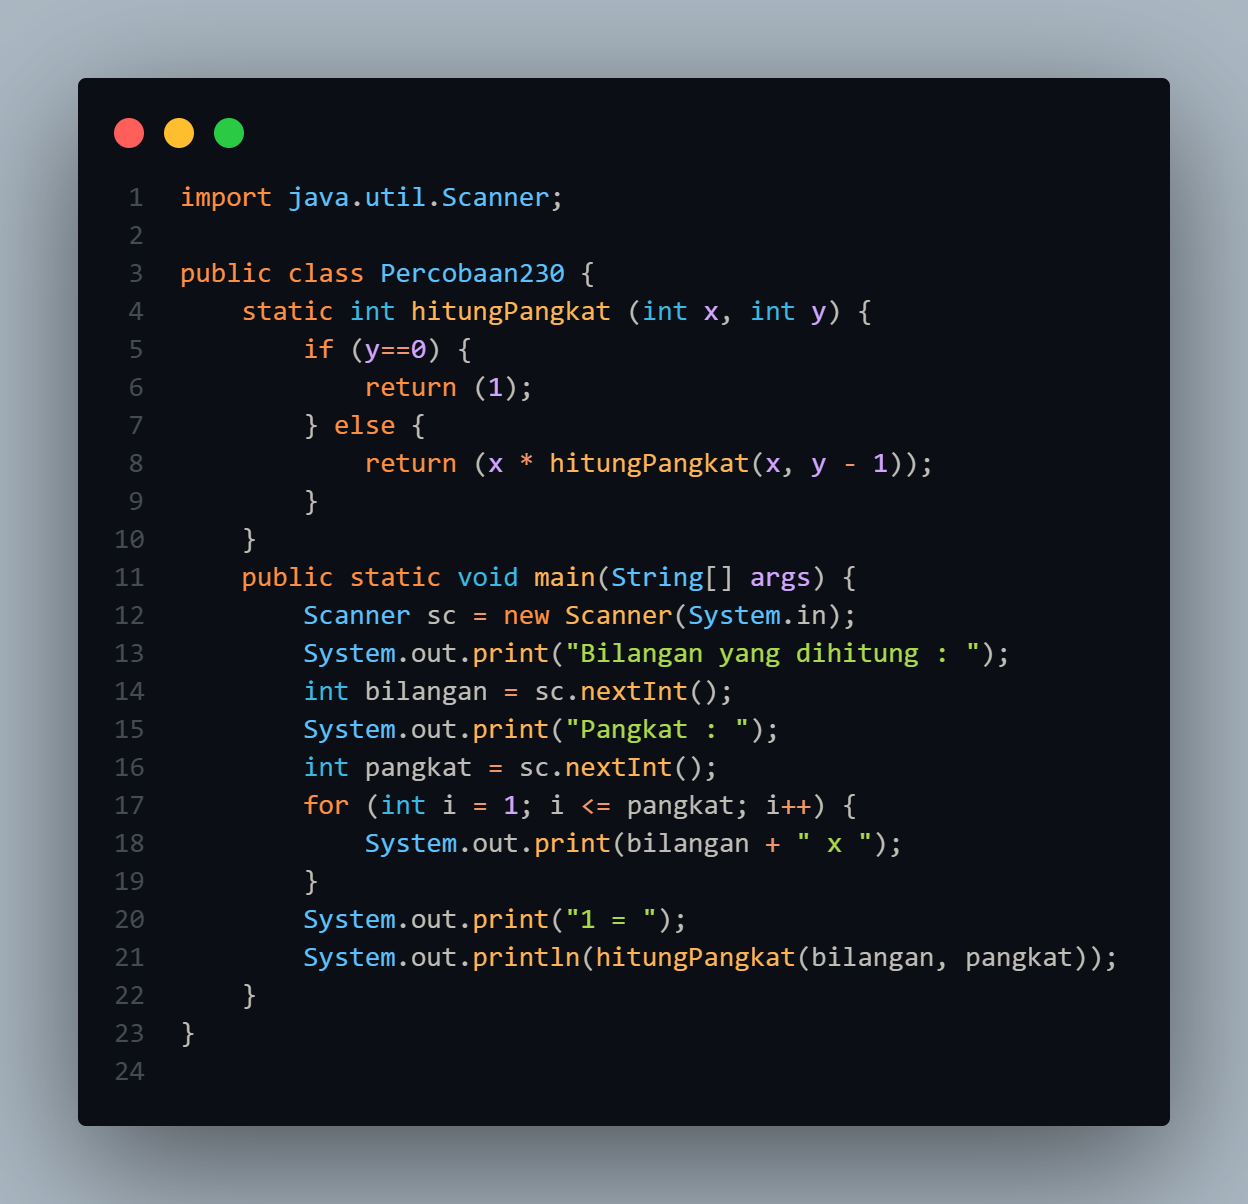 1 import java.util.Scanner;
2
3 public class Percobaan230 {
4     static int hitungPangkat (int x, int y) {
5         if (y==0) {
6             return (1);
7         } else {
8             return (x * hitungPangkat(x, y - 1));
9         }
10     }
11     public static void main(String[] args) {
12         Scanner sc = new Scanner(System.in);
13         System.out.print("Bilangan yang dihitung : ");
14         int bilangan = sc.nextInt();
15         System.out.print("Pangkat : ");
16         int pangkat = sc.nextInt();
17         for (int i = 1; i <= pangkat; i++) {
18             System.out.print(bilangan + " x ");
19         }
20         System.out.print("1 = ");
21         System.out.println(hitungPangkat(bilangan, pangkat));
22     }
23 }
24